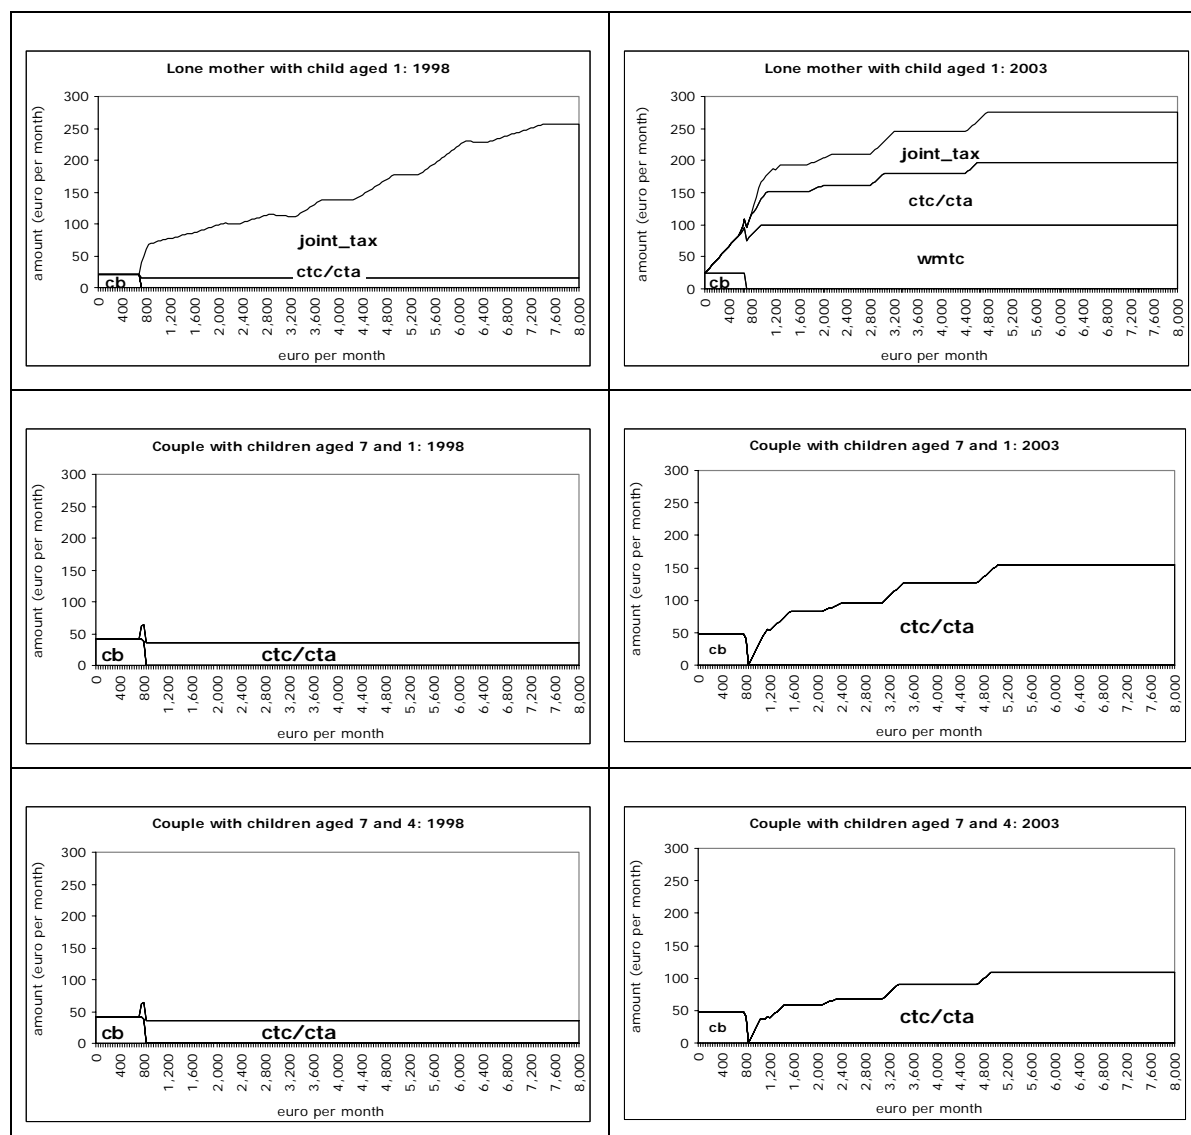 Lone mother with child aged 1: 1998
amount (euro per month)
300
250
200
150
100
50
0
joint_tax
ctc/cta
cb
0 400 800 1,200 1,600 2,000 2,400 2,800 3,200 3,600 4,000 4,400 4,800 5,200 5,600 6,000 6,400 6,800 7,200 7,600 8,000
euro per month
Lone mother with child aged 1: 2003
amount (euro per month)
300
250
200
150
100
50
0
joint_tax
ctc/cta
wmtc
cb
0 400 800 1,200 1,600 2,000 2,400 2,800 3,200 3,600 4,000 4,400 4,800 5,200 5,600 6,000 6,400 6,800 7,200 7,600 8,000
euro per month
Couple with children aged 7 and 1: 1998
amount (euro per month)
300
250
200
150
100
50
0
cb ctc/cta
0 400 800 1,200 1,600 2,000 2,400 2,800 3,200 3,600 4,000 4,400 4,800 5,200 5,600 6,000 6,400 6,800 7,200 7,600 8,000
euro per month
Couple with children aged 7 and 1: 2003
amount (euro per month)
300
250
200
150
100
50
0
ctc/cta
cb
0 400 800 1,200 1,600 2,000 2,400 2,800 3,200 3,600 4,000 4,400 4,800 5,200 5,600 6,000 6,400 6,800 7,200 7,600 8,000
euro per month
Couple with children aged 7 and 4: 1998
amount (euro per month)
300
250
200
150
100
50
0
cb ctc/cta
0 400 800 1,200 1,600 2,000 2,400 2,800 3,200 3,600 4,000 4,400 4,800 5,200 5,600 6,000 6,400 6,800 7,200 7,600 8,000
euro per month
Couple with children aged 7 and 4: 2003
amount (euro per month)
300
250
200
150
100
50
0
ctc/cta
cb
0 400 800 1,200 1,600 2,000 2,400 2,800 3,200 3,600 4,000 4,400 4,800 5,200 5,600 6,000 6,400 6,800 7,200 7,600 8,000
euro per month